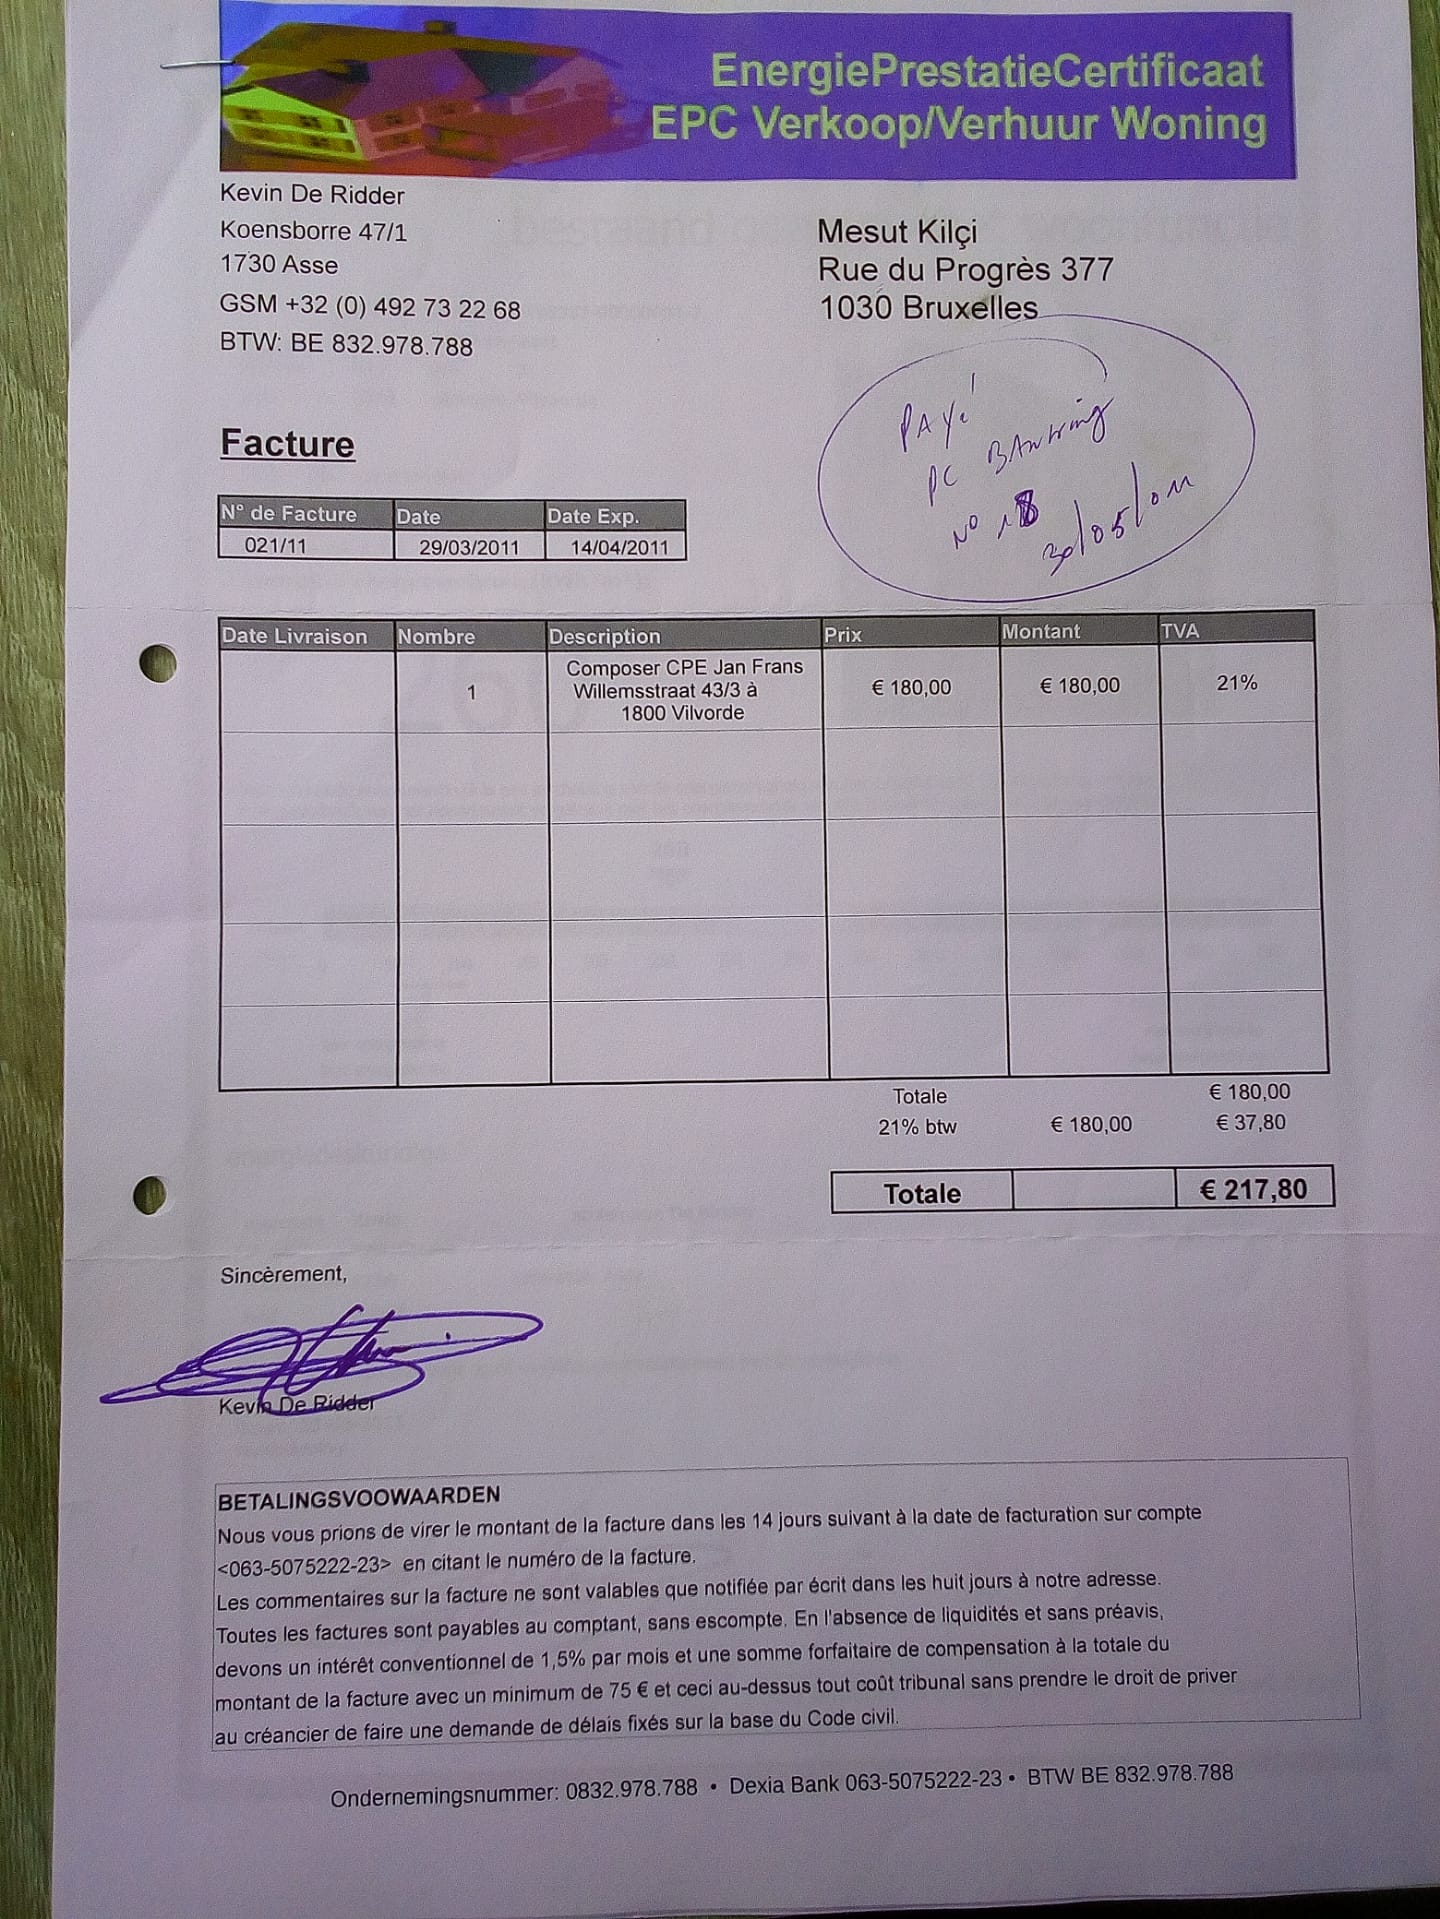 EnergiePrestatieCertificaat
EPC Verkoop/Verhuur Woning
Kevin De Ridder
Koensborre 47/1
1730 Asse
GSM +32 (0) 492 73 22 68
BTW: BE 832.978.788
Mesut Kilçi
Rue du Progrès 377
1030 Bruxelles
PAYé
PC BANKING
N° 18
30/05/011
Facture
N° de Facture Date Date Exp.
021/11 29/03/2011 14/04/2011
Date Livraison Nombre Description Prix Montant TVA
Composer CPE Jan Frans
1 Willemsstraat 43/3 à € 180,00 € 180,00 21%
1800 Vilvorde
Totale € 180,00
21% btw € 180,00 € 37,80
Totale € 217,80
Sincèrement,
Kevin De Ridder
BETALINGSVOOWAARDEN
Nous vous prions de virer le montant de la facture dans les 14 jours suivant à la date de facturation sur compte
<063-5075222-23> en citant le numéro de la facture.
Les commentaires sur la facture ne sont valables que notifiée par écrit dans les huit jours à notre adresse.
Toutes les factures sont payables au comptant, sans escompte. En l'absence de liquidités et sans préavis,
devons un intérêt conventionnel de 1,5% par mois et une somme forfaitaire de compensation à la totale du
montant de la facture avec un minimum de 75 € et ceci au-dessus tout coût tribunal sans prendre le droit de priver
au créancier de faire une demande de délais fixés sur la base du Code civil.
Ondernemingsnummer: 0832.978.788 • Dexia Bank 063-5075222-23 • BTW BE 832.978.788